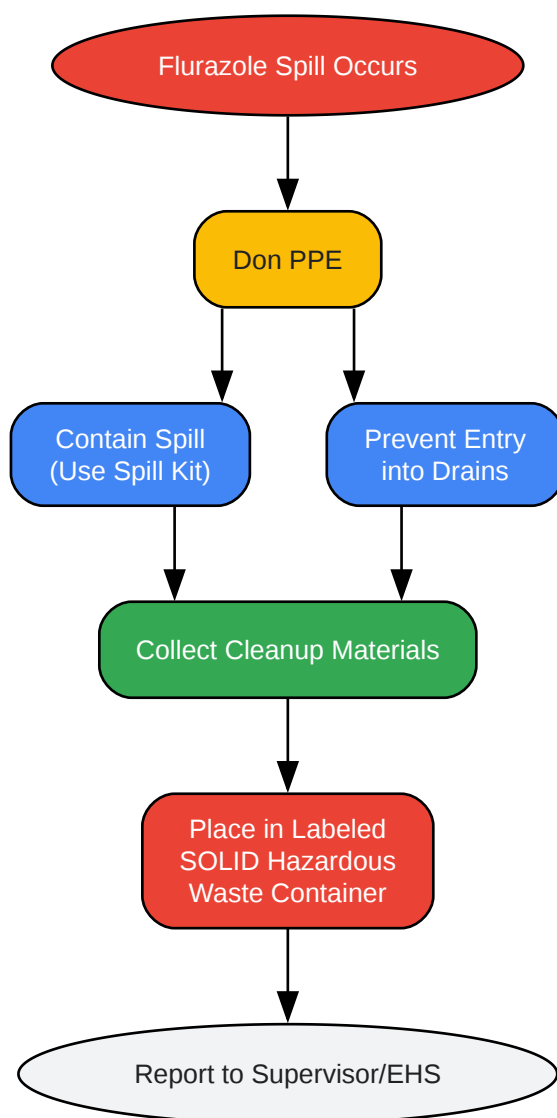 Flurazole Spill Occurs
Don PPE
Contain Spill
(Use Spill Kit)
Prevent Entry
into Drains
Collect Cleanup Materials
Place in Labeled
SOLID Hazardous
Waste Container
Report to Supervisor/EHS